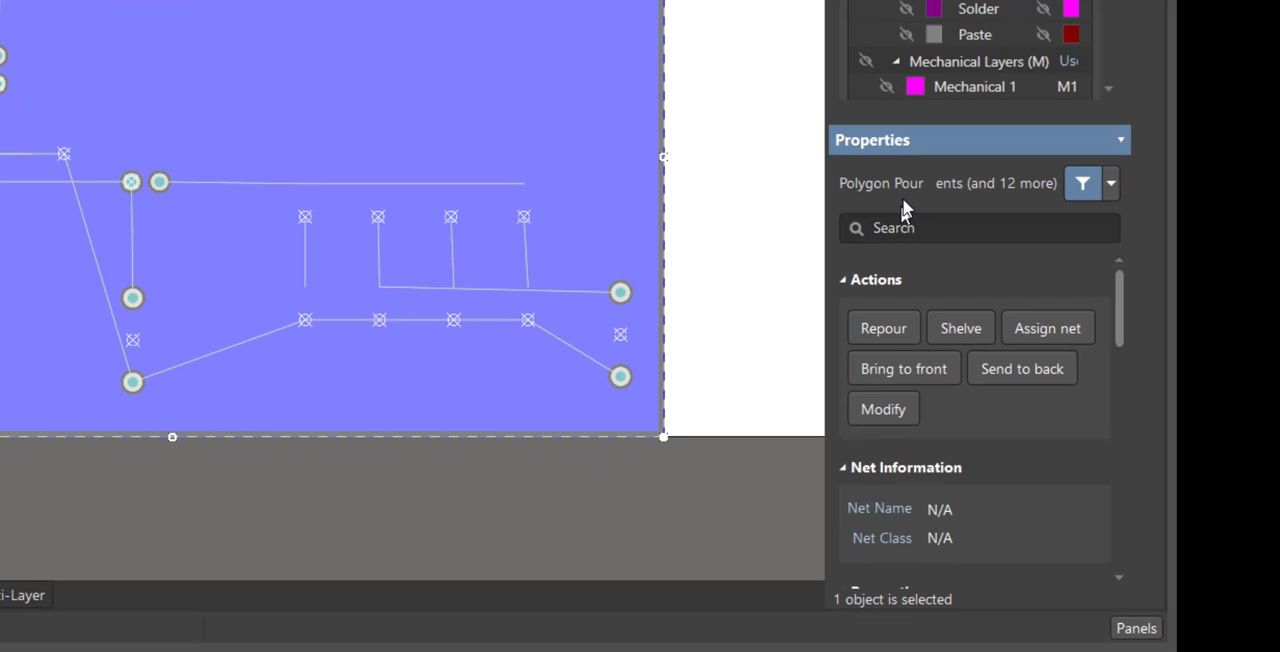 Solder
Paste
Mechanical Layers (M) Use
Mechanical 1 M1
Properties
Polygon Pour ents (and 12 more)
Search
Actions
Repour Shelve Assign net
Bring to front Send to back
Modify
Net Information
Net Name N/A
Net Class N/A
1 object is selected
i-Layer
Panels